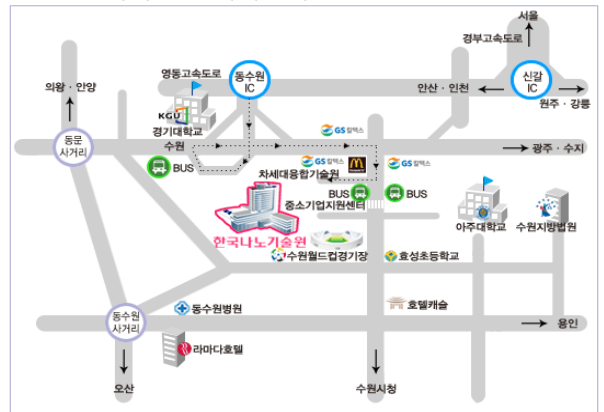 서울
경부고속도로
영동고속도로
동수원
IC
신갈
IC
의왕 · 안양
안산 · 인천
원주 · 강릉
KGU
경기대학교
수원
동문
사거리
GS칼텍스
광주 · 수지
BUS
GS칼텍스
GS칼텍스
차세대융합기술원
BUS
BUS
중소기업지원센터
한국나노기술원
아주대학교
수원지방법원
수원월드컵경기장
효성초등학교
동수원
사거리
동수원병원
호텔캐슬
용인
라마다호텔
오산
수원시청